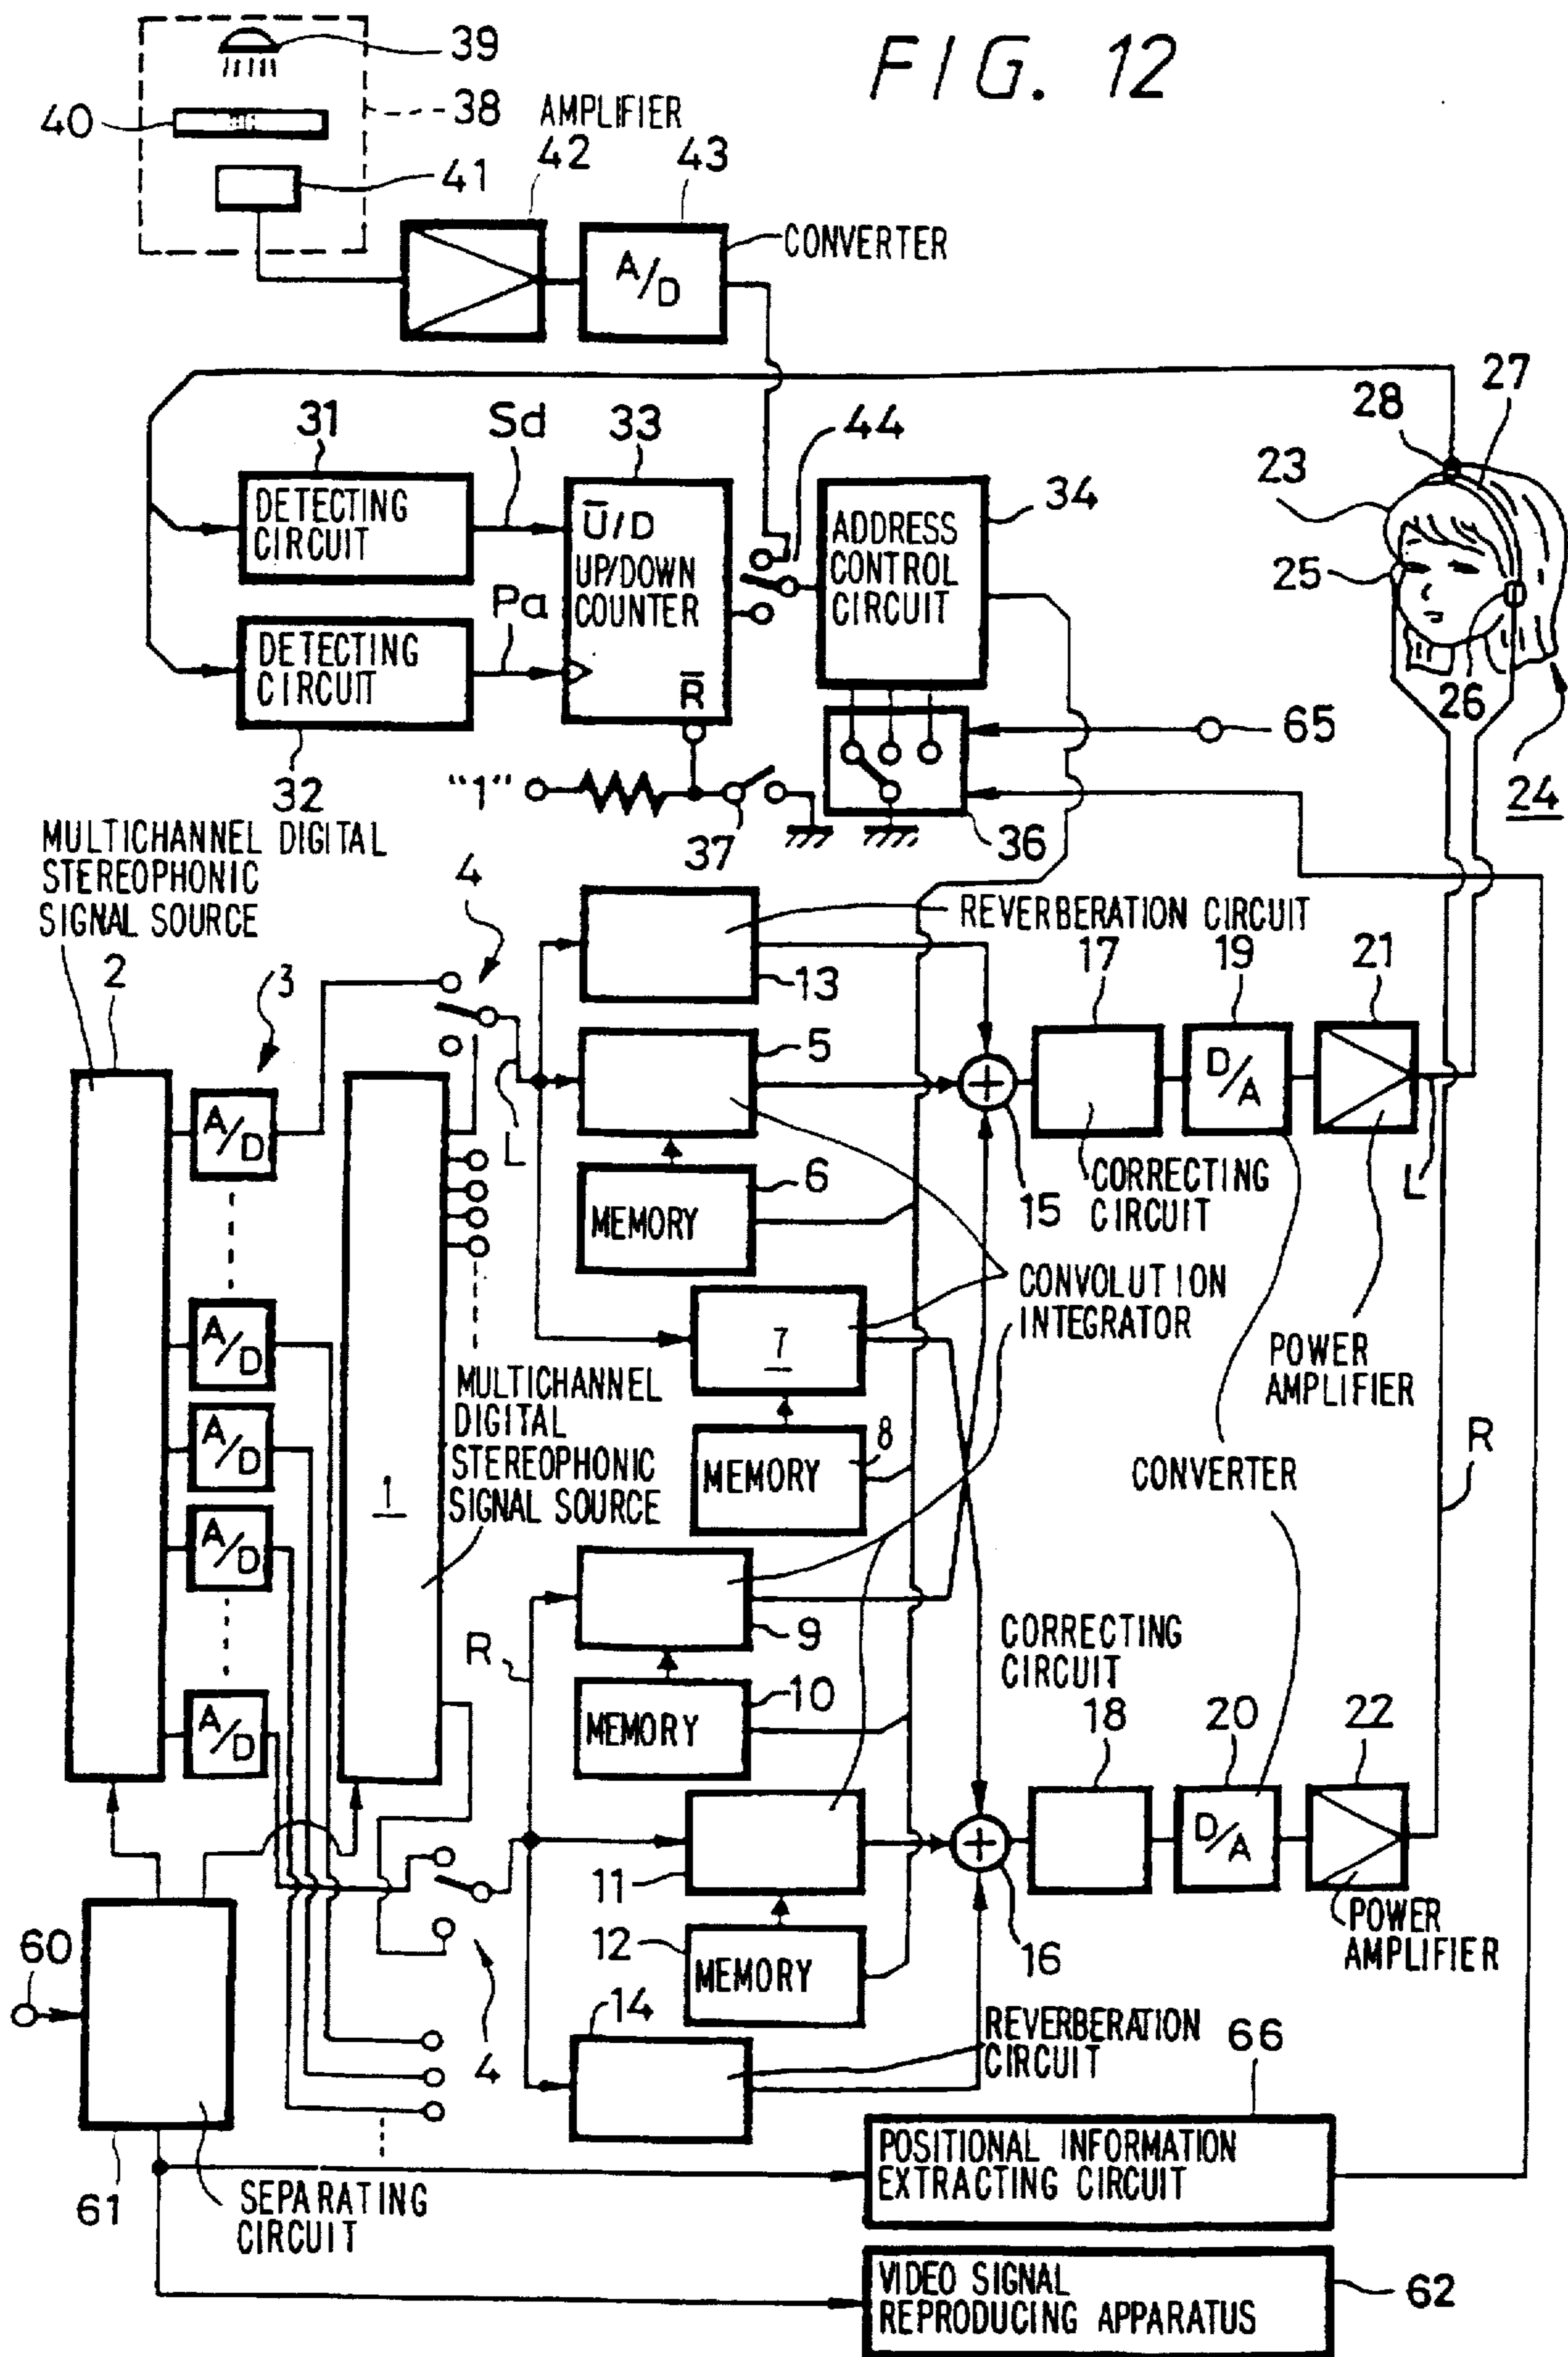 FIG. 12
39
38
40
41
AMPLIFIER
42
43
A/D
CONVERTER
31
Sd
33
44
34
28
27
23
25
26
24
DETECTING
CIRCUIT
U̅/D
UP/DOWN
COUNTER
ADDRESS
CONTROL
CIRCUIT
Pa
DETECTING
CIRCUIT
R̅
32
"1"
37
36
65
MULTICHANNEL DIGITAL
STEREOPHONIC
SIGNAL SOURCE
2
3
4
REVERBERATION CIRCUIT
13
17
19
21
A/D
L
5
15
D/A
L
CORRECTING
CIRCUIT
MEMORY
6
CONVOLUTION
INTEGRATOR
A/D
7
POWER
AMPLIFIER
MULTICHANNEL
DIGITAL
STEREOPHONIC
SIGNAL SOURCE
A/D
1
MEMORY
8
CONVERTER
R
A/D
9
R
CORRECTING
CIRCUIT
A/D
MEMORY
10
18
20
22
11
16
D/A
POWER
AMPLIFIER
12
MEMORY
60
4
14
REVERBERATION
CIRCUIT
66
61
SEPARATING
CIRCUIT
POSITIONAL INFORMATION
EXTRACTING CIRCUIT
VIDEO SIGNAL
REPRODUCING APPARATUS
62